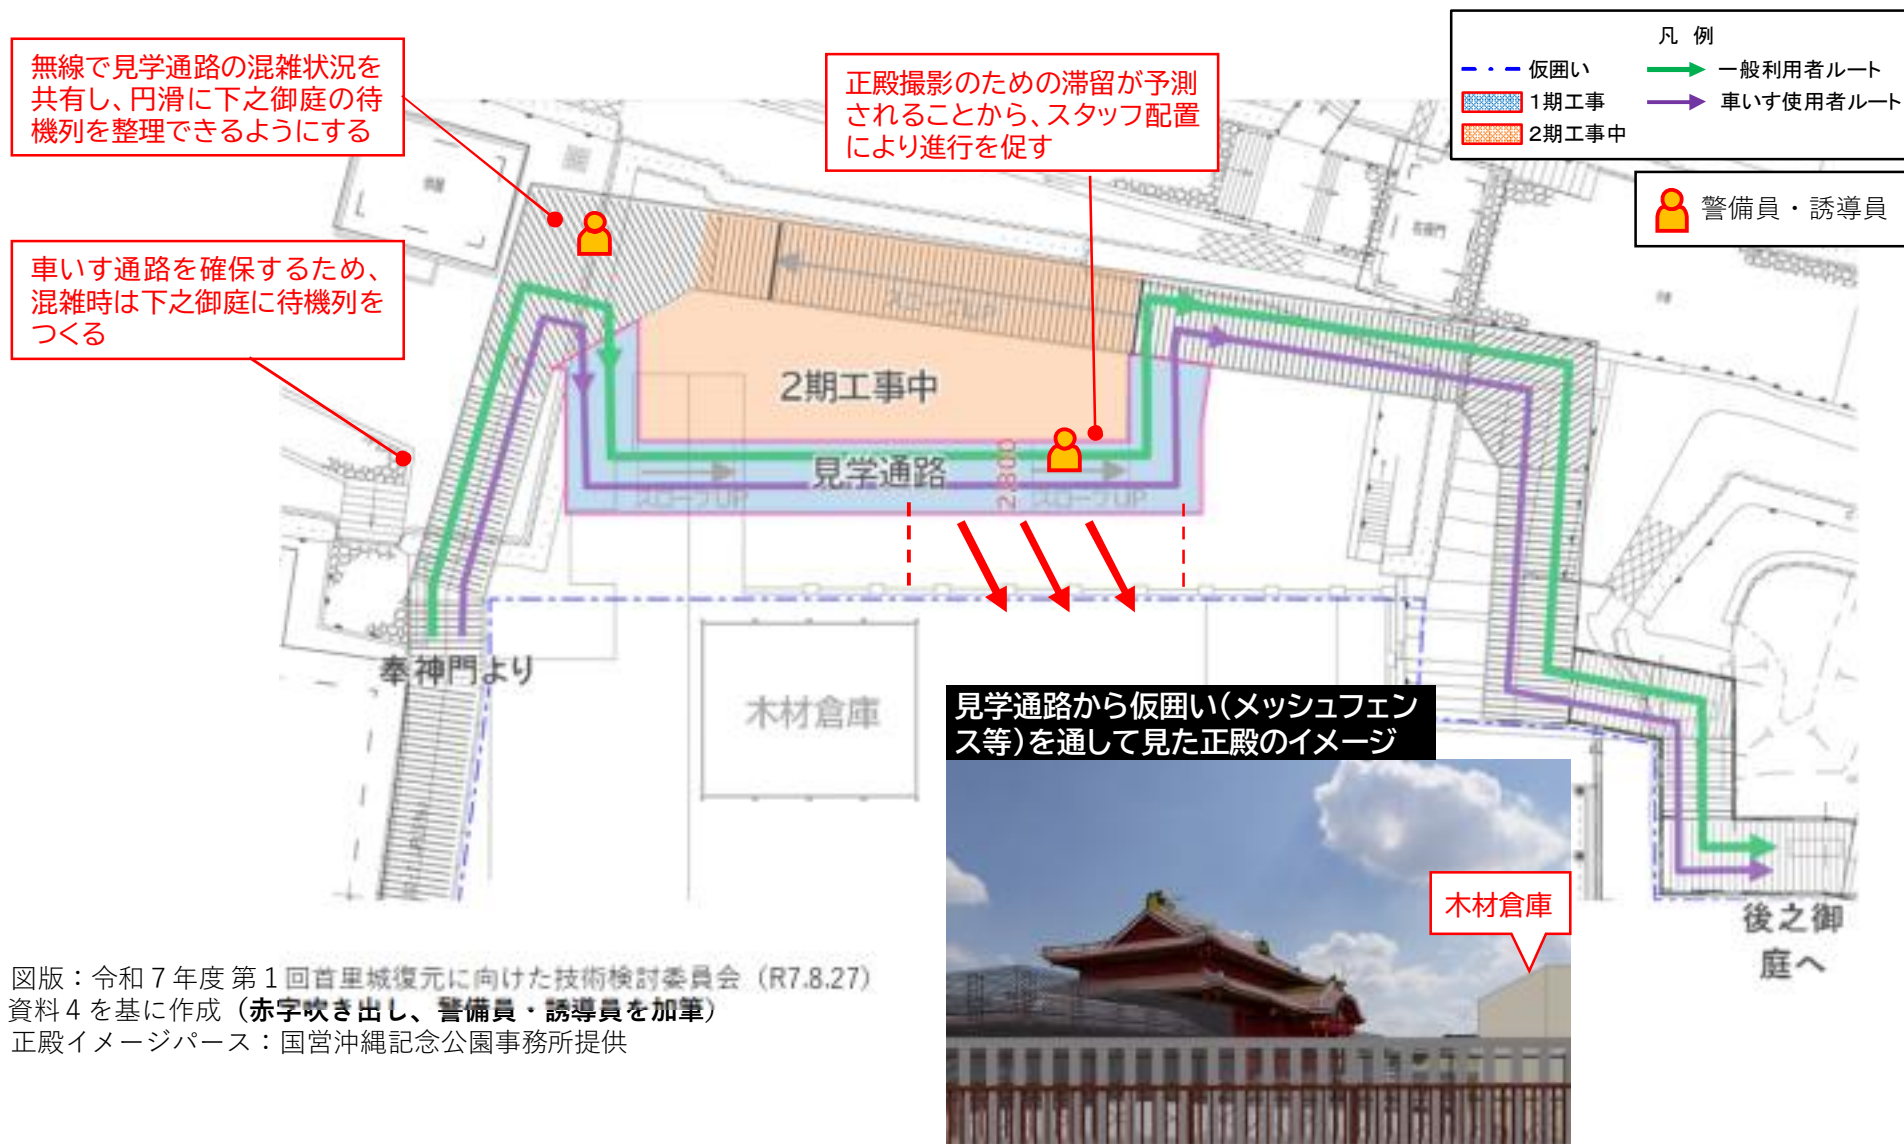 無線で見学通路の混雑状況を
共有し、円滑に下之御庭の待
機列を整理できるようにする
正殿撮影のための滞留が予測
されることから、スタッフ配置
により進行を促す
凡 例
仮囲い
一般利用者ルート
1期工事
車いす使用者ルート
2期工事中
警備員・誘導員
車いす通路を確保するため、
混雑時は下之御庭に待機列を
つくる
2期工事中
見学通路
2.800
スロープUP
スロープUP
奉神門より
木材倉庫
見学通路から仮囲い(メッシュフェン
ス等)を通して見た正殿のイメージ
木材倉庫
後之御
庭へ
図版：令和7年度 第1回首里城復元に向けた技術検討委員会（R7.8.27）
資料4を基に作成（赤字吹き出し、警備員・誘導員を加筆）
正殿イメージパース：国営沖縄記念公園事務所提供